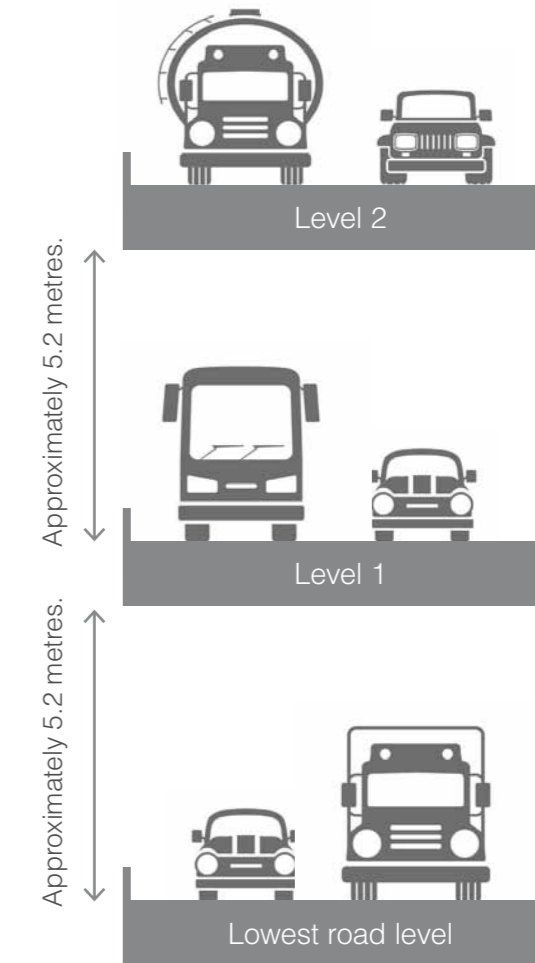 Level 2
Approximately 5.2 metres.
Level 1
Approximately 5.2 metres.
Lowest road level